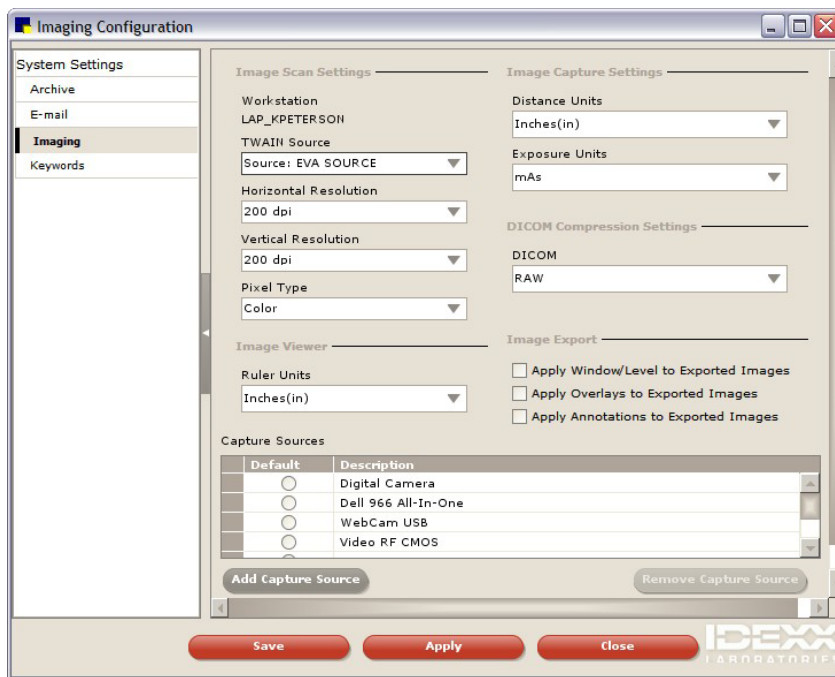 Imaging Configuration
System Settings
Archive
E-mail
Imaging
Keywords
Image Scan Settings
Workstation
LAP_KPETERSON
TWAIN Source
Source: EVA SOURCE
Horizontal Resolution
200 dpi
Vertical Resolution
200 dpi
Pixel Type
Color
Image Viewer
Ruler Units
Inches(in)
Image Capture Settings
Distance Units
Inches(in)
Exposure Units
mAs
DICOM Compression Settings
DICOM
RAW
Image Export
Apply Window/Level to Exported Images
Apply Overlays to Exported Images
Apply Annotations to Exported Images
Capture Sources
Default Description
Digital Camera
Dell 966 All-In-One
WebCam USB
Video RF CMOS
Add Capture Source Remove Capture Source
Save Apply Close
IDEXX
LABORATORIES